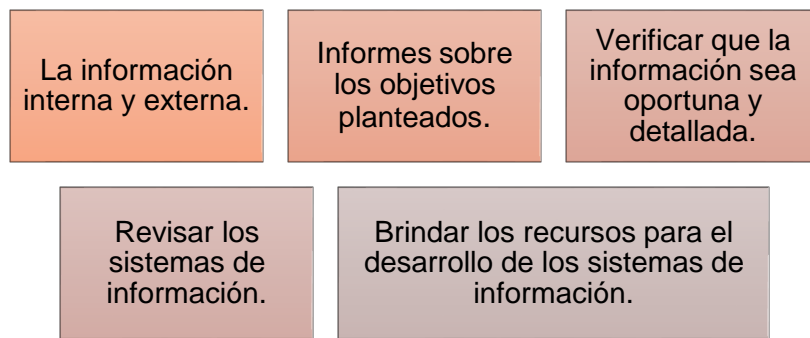 La información
interna y externa.
Informes sobre
los objetivos
planteados.
Verificar que la
información sea
oportuna y
detallada.
Revisar los
sistemas de
información.
Brindar los recursos para el
desarrollo de los sistemas de
información.